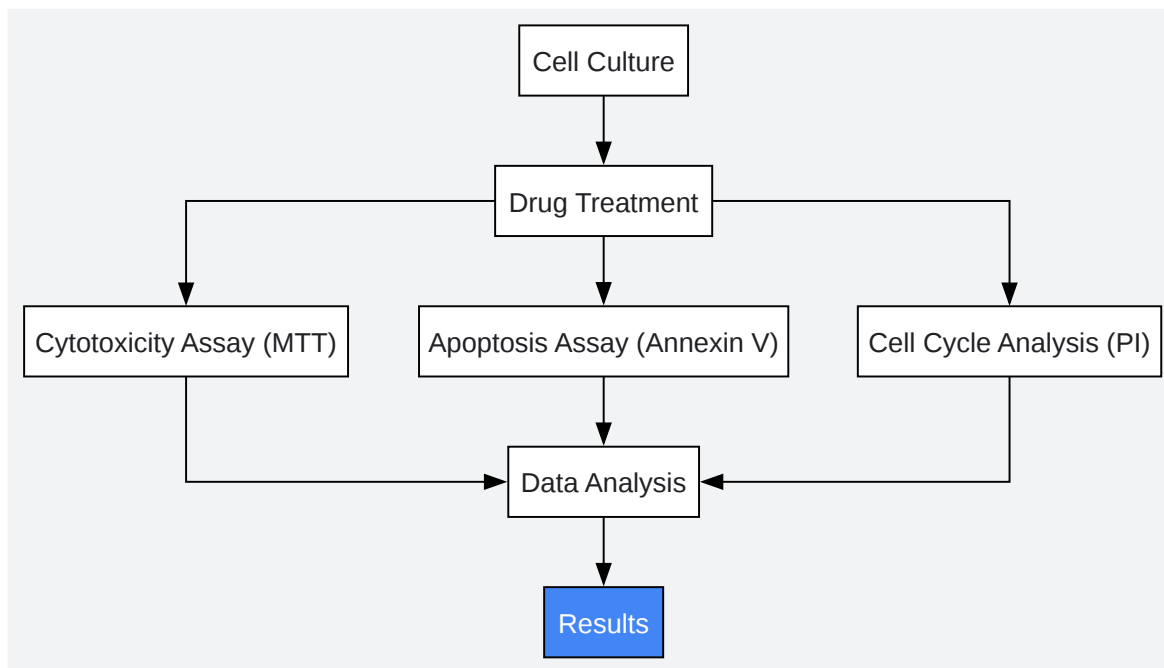 Cell Culture
Drug Treatment
Cytotoxicity Assay (MTT)
Apoptosis Assay (Annexin V)
Cell Cycle Analysis (PI)
Data Analysis
Results